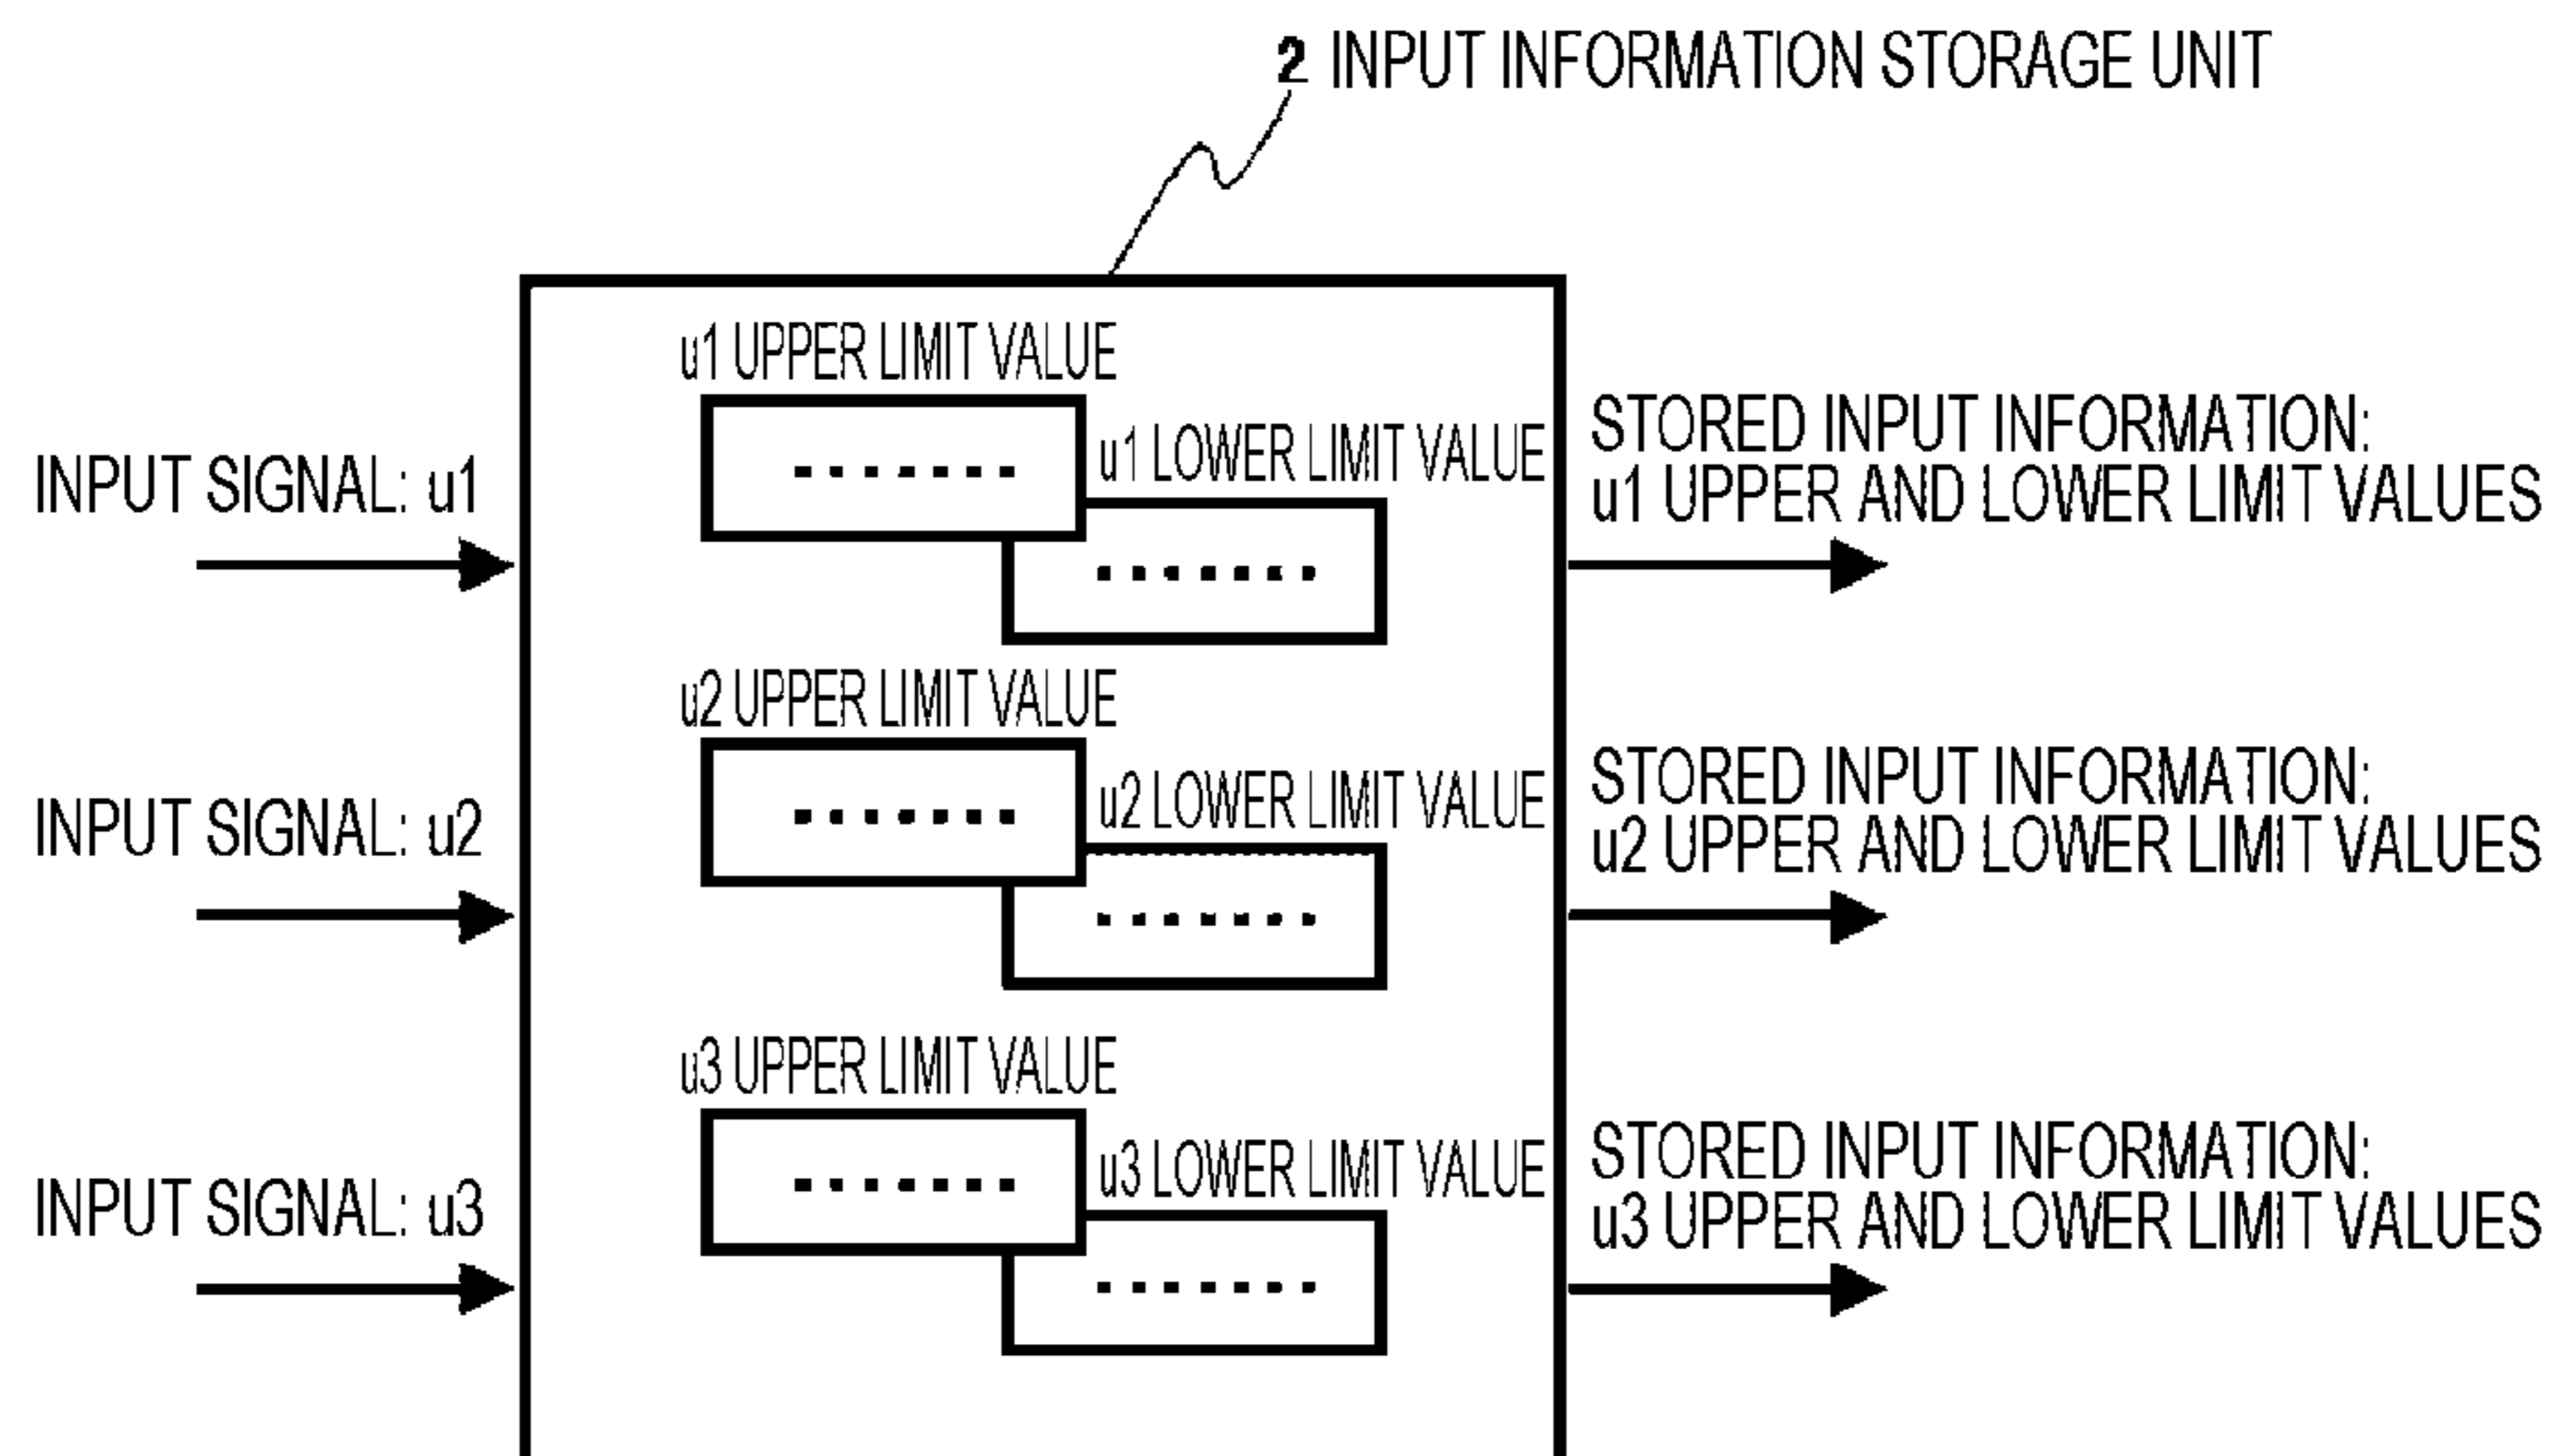 2 INPUT INFORMATION STORAGE UNIT
u1 UPPER LIMIT VALUE
u1 LOWER LIMIT VALUE
INPUT SIGNAL: u1
STORED INPUT INFORMATION:
u1 UPPER AND LOWER LIMIT VALUES
u2 UPPER LIMIT VALUE
u2 LOWER LIMIT VALUE
INPUT SIGNAL: u2
STORED INPUT INFORMATION:
u2 UPPER AND LOWER LIMIT VALUES
u3 UPPER LIMIT VALUE
u3 LOWER LIMIT VALUE
INPUT SIGNAL: u3
STORED INPUT INFORMATION:
u3 UPPER AND LOWER LIMIT VALUES